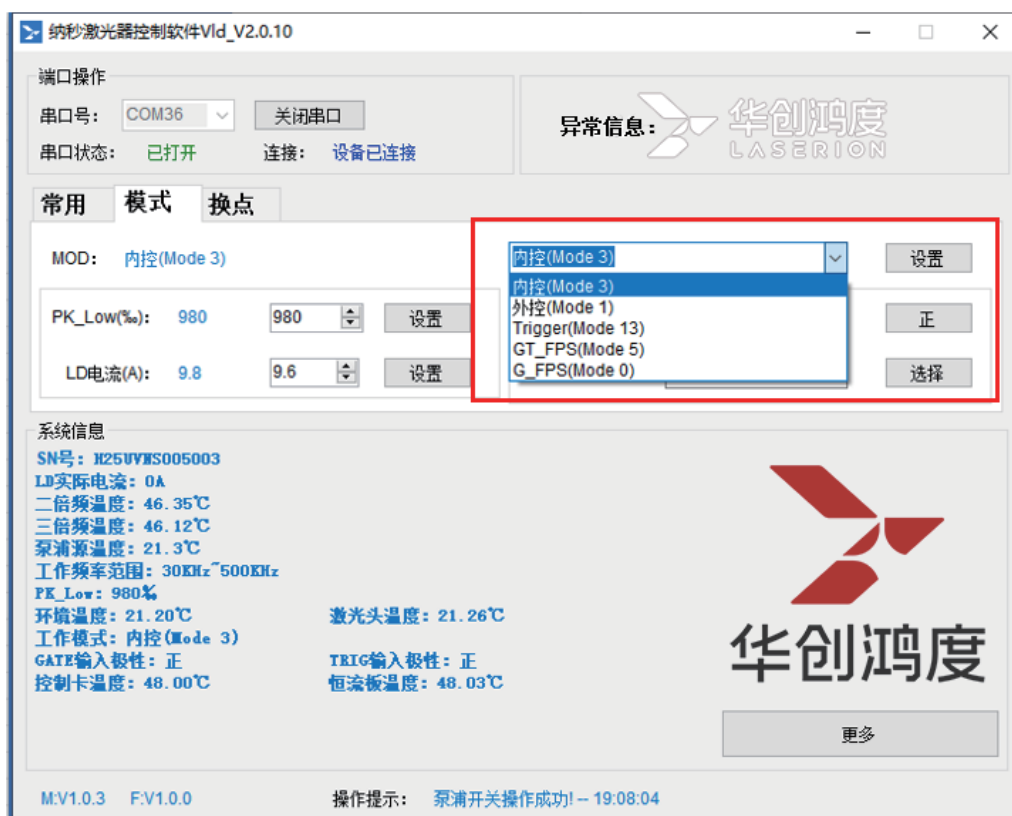 纳秒激光器控制软件Vld_V2.0.10
端口操作
串口号: COM36 关闭串口
串口状态: 已打开 连接: 设备已连接
异常信息:
华创鸿度
LASERION
常用 模式 换点
MOD: 内控(Mode 3)
内控(Mode 3) 设置
内控(Mode 3)
外控(Mode 1)
Trigger(Mode 13)
GT_FPS(Mode 5)
G_FPS(Mode 0)
PK_Low(‰): 980 980 设置
正
LD电流(A): 9.8 9.6 设置
选择
系统信息
SN号: H25UVNS005003
LD实际电流: 0A
二倍频温度: 46.35℃
三倍频温度: 46.12℃
泵浦源温度: 21.3℃
工作频率范围: 30KHz~500KHz
PK_Low: 980‰
环境温度: 21.20℃ 激光头温度: 21.26℃
工作模式: 内控(Mode 3)
GATE输入极性: 正 TRIG输入极性: 正
控制卡温度: 48.00℃ 恒流板温度: 48.03℃
华创鸿度
更多
M:V1.0.3 F:V1.0.0 操作提示: 泵浦开关操作成功! -- 19:08:04